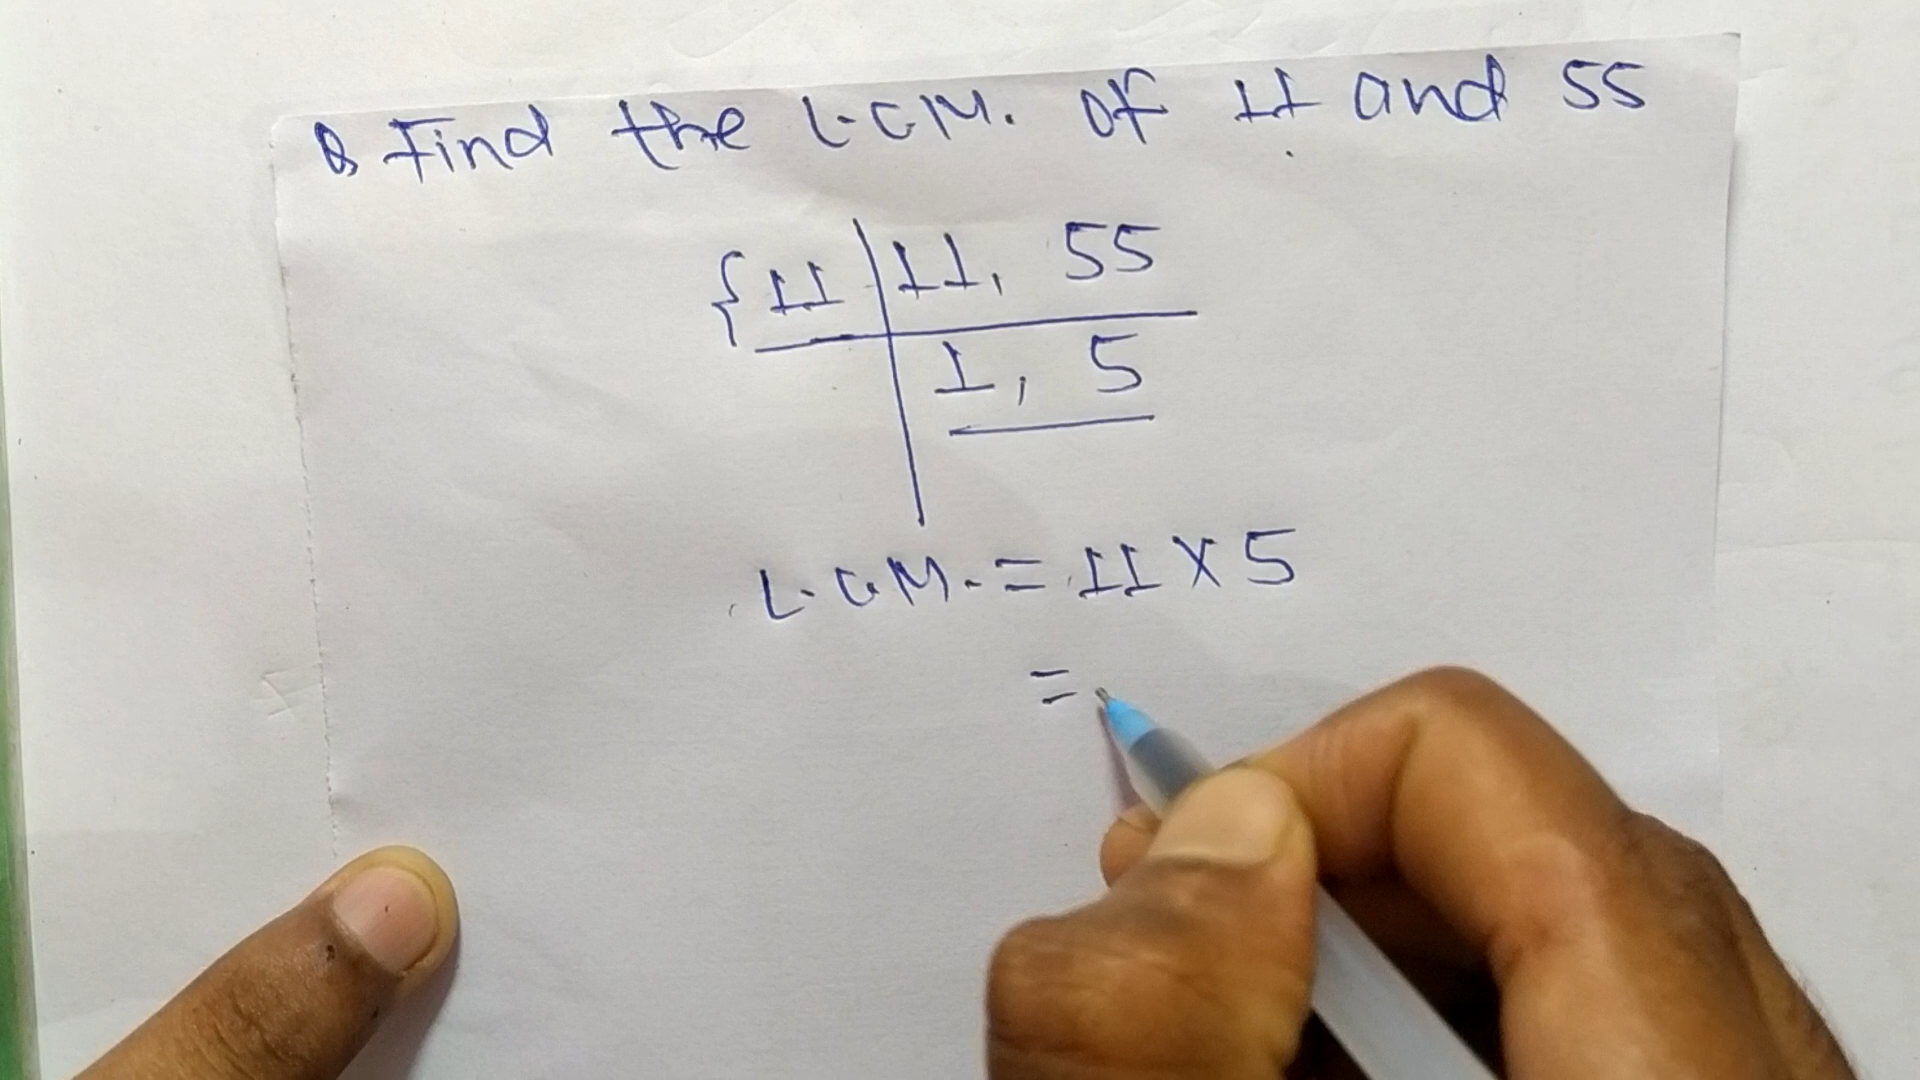 Q Find the L.C.M. Of 11 and 55
{11 | 11, 55
1, 5
L.C.M. = 11 X 5
=